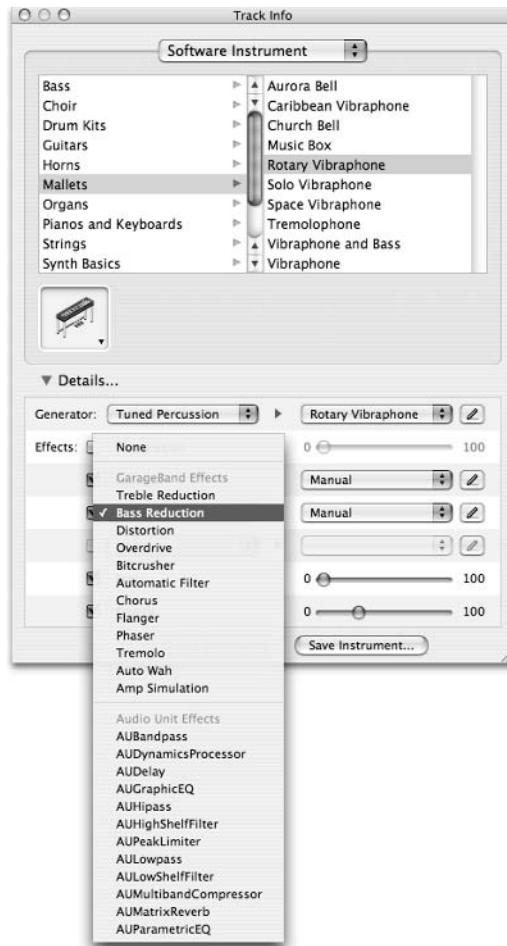 Track Info
Software Instrument
Bass
Choir
Drum Kits
Guitars
Horns
Mallets
Organs
Pianos and Keyboards
Strings
Synth Basics
Aurora Bell
Caribbean Vibraphone
Church Bell
Music Box
Rotary Vibraphone
Solo Vibraphone
Space Vibraphone
Tremolophone
Vibraphone and Bass
Vibraphone
Details...
Generator: Tuned Percussion Rotary Vibraphone
Effects: 0 100
Manual
Manual
0 100
0 100
Save Instrument...
None
GarageBand Effects
Treble Reduction
✓ Bass Reduction
Distortion
Overdrive
Bitcrusher
Automatic Filter
Chorus
Flanger
Phaser
Tremolo
Auto Wah
Amp Simulation
Audio Unit Effects
AUBandpass
AUDynamicsProcessor
AUDelay
AUGraphicEQ
AUHipass
AUHighShelfFilter
AUPeakLimiter
AULowpass
AULowShelfFilter
AUMultibandCompressor
AUMatrixReverb
AUParametricEQ